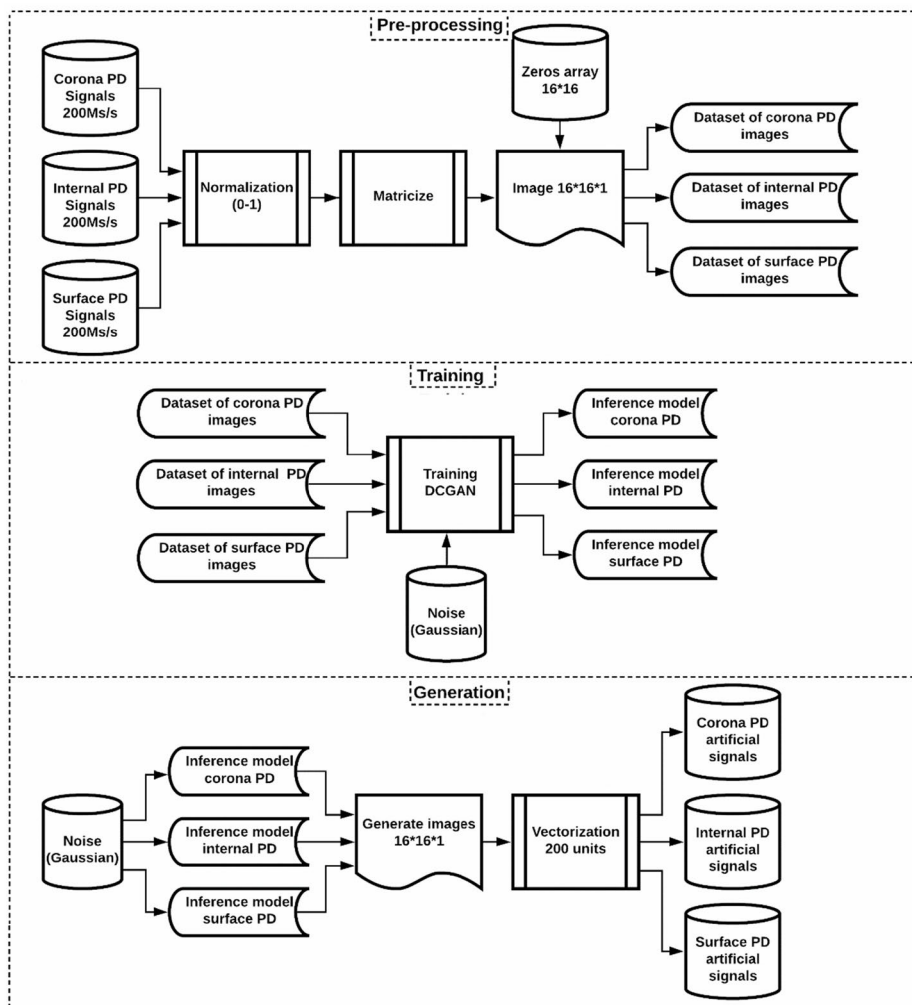 Pre-processing
Corona PD
Signals
200Ms/s
Internal PD
Signals
200Ms/s
Surface PD
Signals
200Ms/s
Normalization
(0-1)
Matricize
Zeros array
16*16
Image 16*16*1
Dataset of corona PD
images
Dataset of internal PD
images
Dataset of surface PD
images
Training
Dataset of corona PD
images
Dataset of internal PD
images
Dataset of surface PD
images
Training
DCGAN
Noise
(Gaussian)
Inference model
corona PD
Inference model
internal PD
Inference model
surface PD
Generation
Noise
(Gaussian)
Inference model
corona PD
Inference model
internal PD
Inference model
surface PD
Generate images
16*16*1
Vectorization
200 units
Corona PD
artificial
signals
Internal PD
artificial
signals
Surface PD
artificial
signals